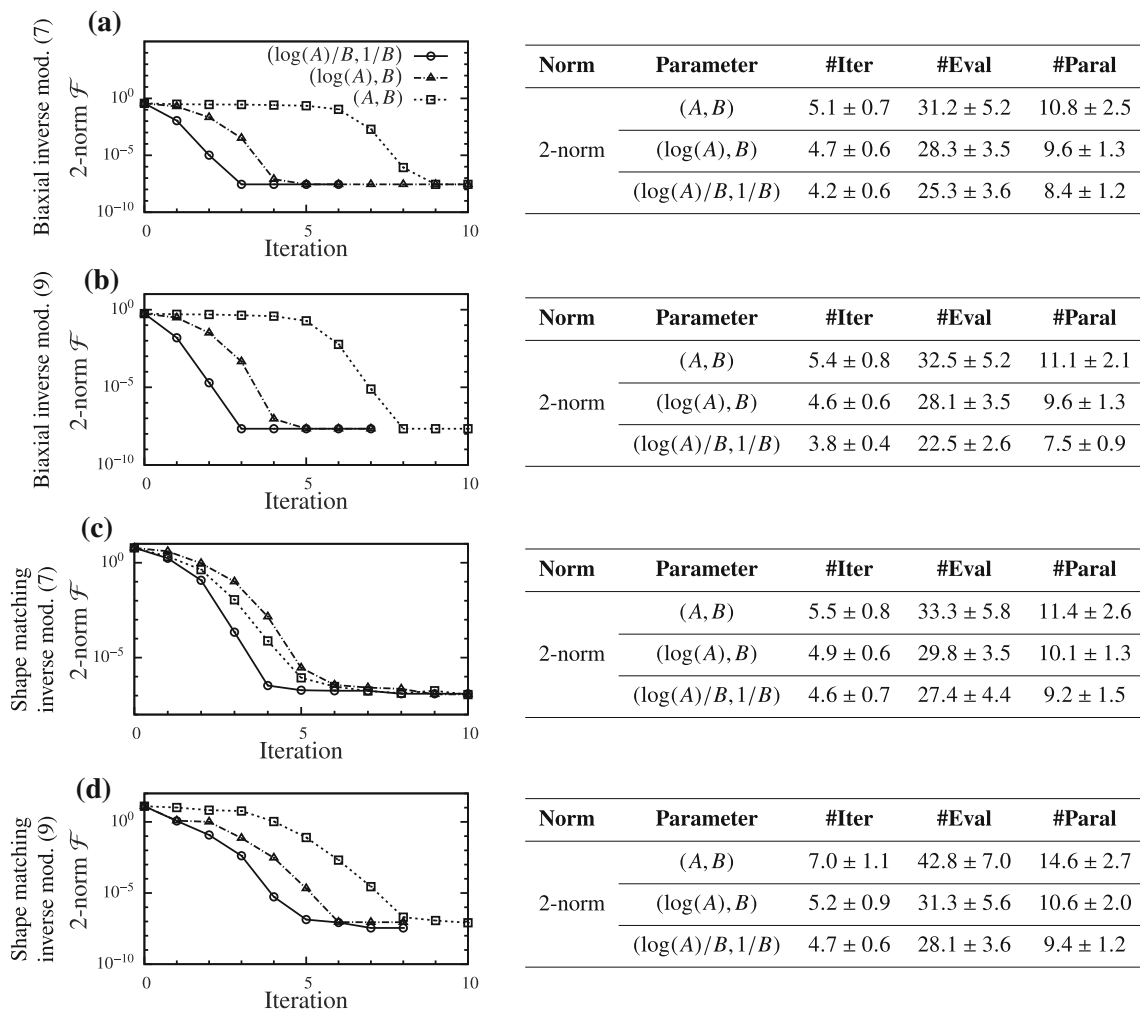 (a)
Biaxial inverse mod. (7)
2-norm ℱ
(log(A)/B, 1/B)
(log(A), B)
(A, B)
10⁰
10⁻⁵
10⁻¹⁰
0 5 10
Iteration
Norm Parameter #Iter #Eval #Paral
(A, B) 5.1 ± 0.7 31.2 ± 5.2 10.8 ± 2.5
2-norm (log(A), B) 4.7 ± 0.6 28.3 ± 3.5 9.6 ± 1.3
(log(A)/B, 1/B) 4.2 ± 0.6 25.3 ± 3.6 8.4 ± 1.2
(b)
Biaxial inverse mod. (9)
2-norm ℱ
10⁰
10⁻⁵
10⁻¹⁰
0 5 10
Iteration
Norm Parameter #Iter #Eval #Paral
(A, B) 5.4 ± 0.8 32.5 ± 5.2 11.1 ± 2.1
2-norm (log(A), B) 4.6 ± 0.6 28.1 ± 3.5 9.6 ± 1.3
(log(A)/B, 1/B) 3.8 ± 0.4 22.5 ± 2.6 7.5 ± 0.9
(c)
Shape matching
inverse mod. (7)
2-norm ℱ
10⁰
10⁻⁵
0 5 10
Iteration
Norm Parameter #Iter #Eval #Paral
(A, B) 5.5 ± 0.8 33.3 ± 5.8 11.4 ± 2.6
2-norm (log(A), B) 4.9 ± 0.6 29.8 ± 3.5 10.1 ± 1.3
(log(A)/B, 1/B) 4.6 ± 0.7 27.4 ± 4.4 9.2 ± 1.5
(d)
Shape matching
inverse mod. (9)
2-norm ℱ
10⁰
10⁻⁵
10⁻¹⁰
0 5 10
Iteration
Norm Parameter #Iter #Eval #Paral
(A, B) 7.0 ± 1.1 42.8 ± 7.0 14.6 ± 2.7
2-norm (log(A), B) 5.2 ± 0.9 31.3 ± 5.6 10.6 ± 2.0
(log(A)/B, 1/B) 4.7 ± 0.6 28.1 ± 3.6 9.4 ± 1.2